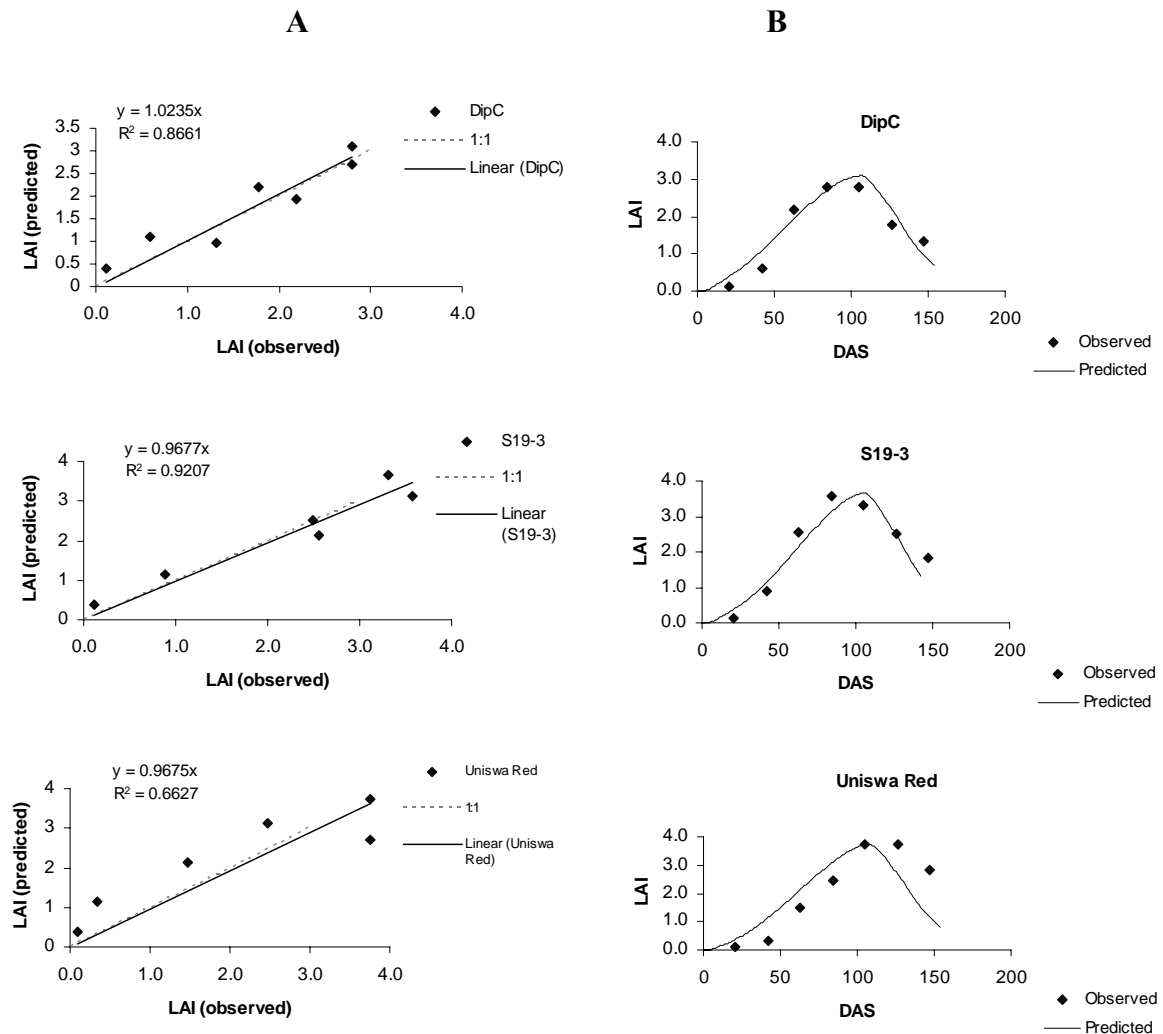 A
B
y = 1.0235x
R² = 0.8661
3.5
3
2.5
2
1.5
1
0.5
0
0.0 1.0 2.0 3.0 4.0
LAI (predicted)
LAI (observed)
DipC
1:1
Linear (DipC)
DipC
4.0
3.0
2.0
1.0
0.0
0 50 100 150 200
LAI
DAS
Observed
Predicted
y = 0.9677x
R² = 0.9207
4
3
2
1
0
0.0 1.0 2.0 3.0 4.0
LAI (predicted)
LAI (observed)
S19-3
1:1
Linear
(S19-3)
S19-3
4.0
3.0
2.0
1.0
0.0
0 50 100 150 200
LAI
DAS
Observed
Predicted
y = 0.9675x
R² = 0.6627
4
3
2
1
0
0.0 1.0 2.0 3.0 4.0
LAI (predicted)
LAI (observed)
Uniswa Red
1:1
Linear (Uniswa
Red)
Uniswa Red
4.0
3.0
2.0
1.0
0.0
0 50 100 150 200
LAI
DAS
Observed
Predicted